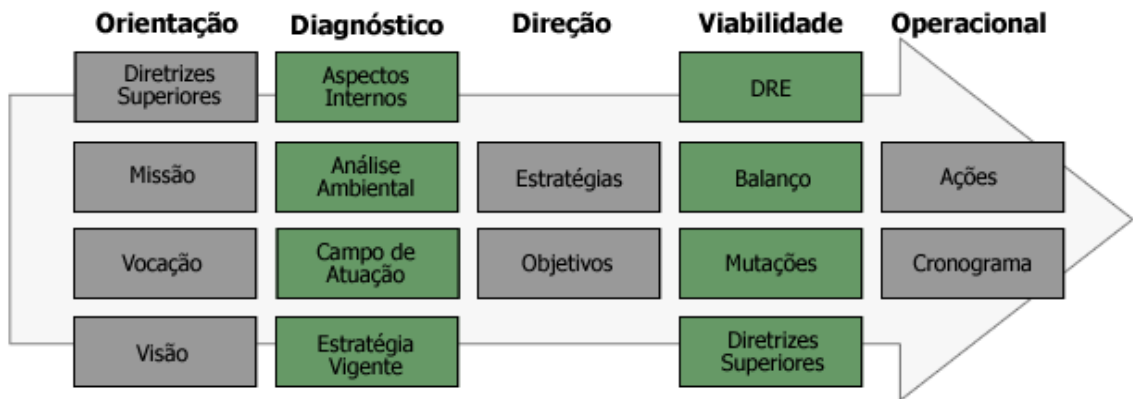 Orientação Diagnóstico Direção Viabilidade Operacional
Diretrizes
Superiores
Aspectos
Internos
DRE
Missão
Análise
Ambiental
Estratégias
Balanço
Ações
Vocação
Campo de
Atuação
Objetivos
Mutações
Cronograma
Visão
Estratégia
Vigente
Diretrizes
Superiores